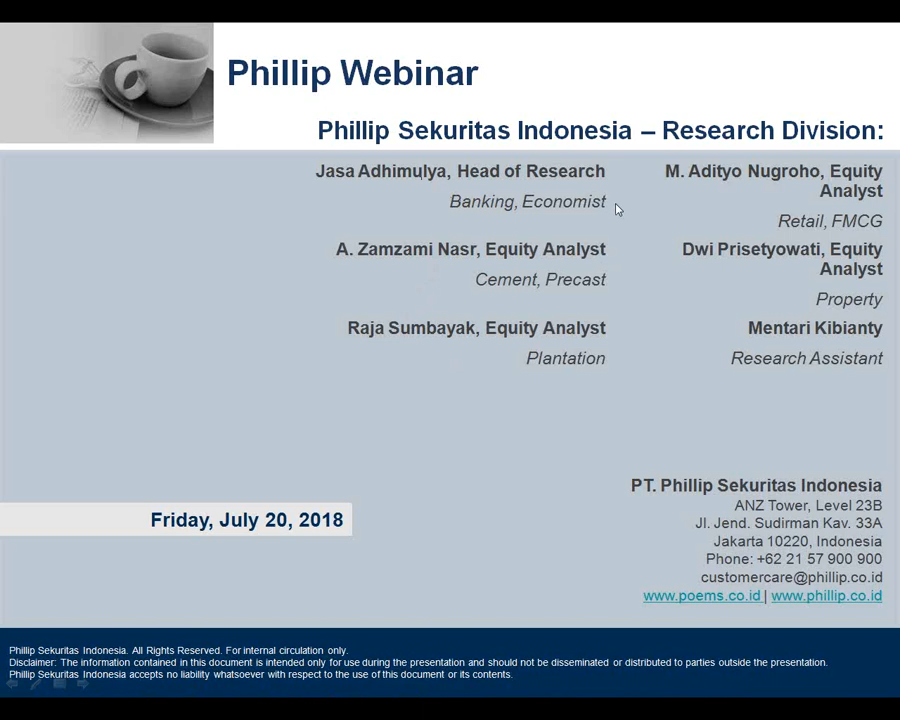 Phillip Webinar
Phillip Sekuritas Indonesia – Research Division:
Jasa Adhimulya, Head of Research
Banking, Economist
A. Zamzami Nasr, Equity Analyst
Cement, Precast
Raja Sumbayak, Equity Analyst
Plantation
M. Adityo Nugroho, Equity
Analyst
Retail, FMCG
Dwi Prisetyowati, Equity
Analyst
Property
Mentari Kibianty
Research Assistant
Friday, July 20, 2018
PT. Phillip Sekuritas Indonesia
ANZ Tower, Level 23B
Jl. Jend. Sudirman Kav. 33A
Jakarta 10220, Indonesia
Phone: +62 21 57 900 900
customercare@phillip.co.id
www.poems.co.id | www.phillip.co.id
Phillip Sekuritas Indonesia. All Rights Reserved. For internal circulation only.
Disclaimer: The information contained in this document is intended only for use during the presentation and should not be disseminated or distributed to parties outside the presentation.
Phillip Sekuritas Indonesia accepts no liability whatsoever with respect to the use of this document or its contents.